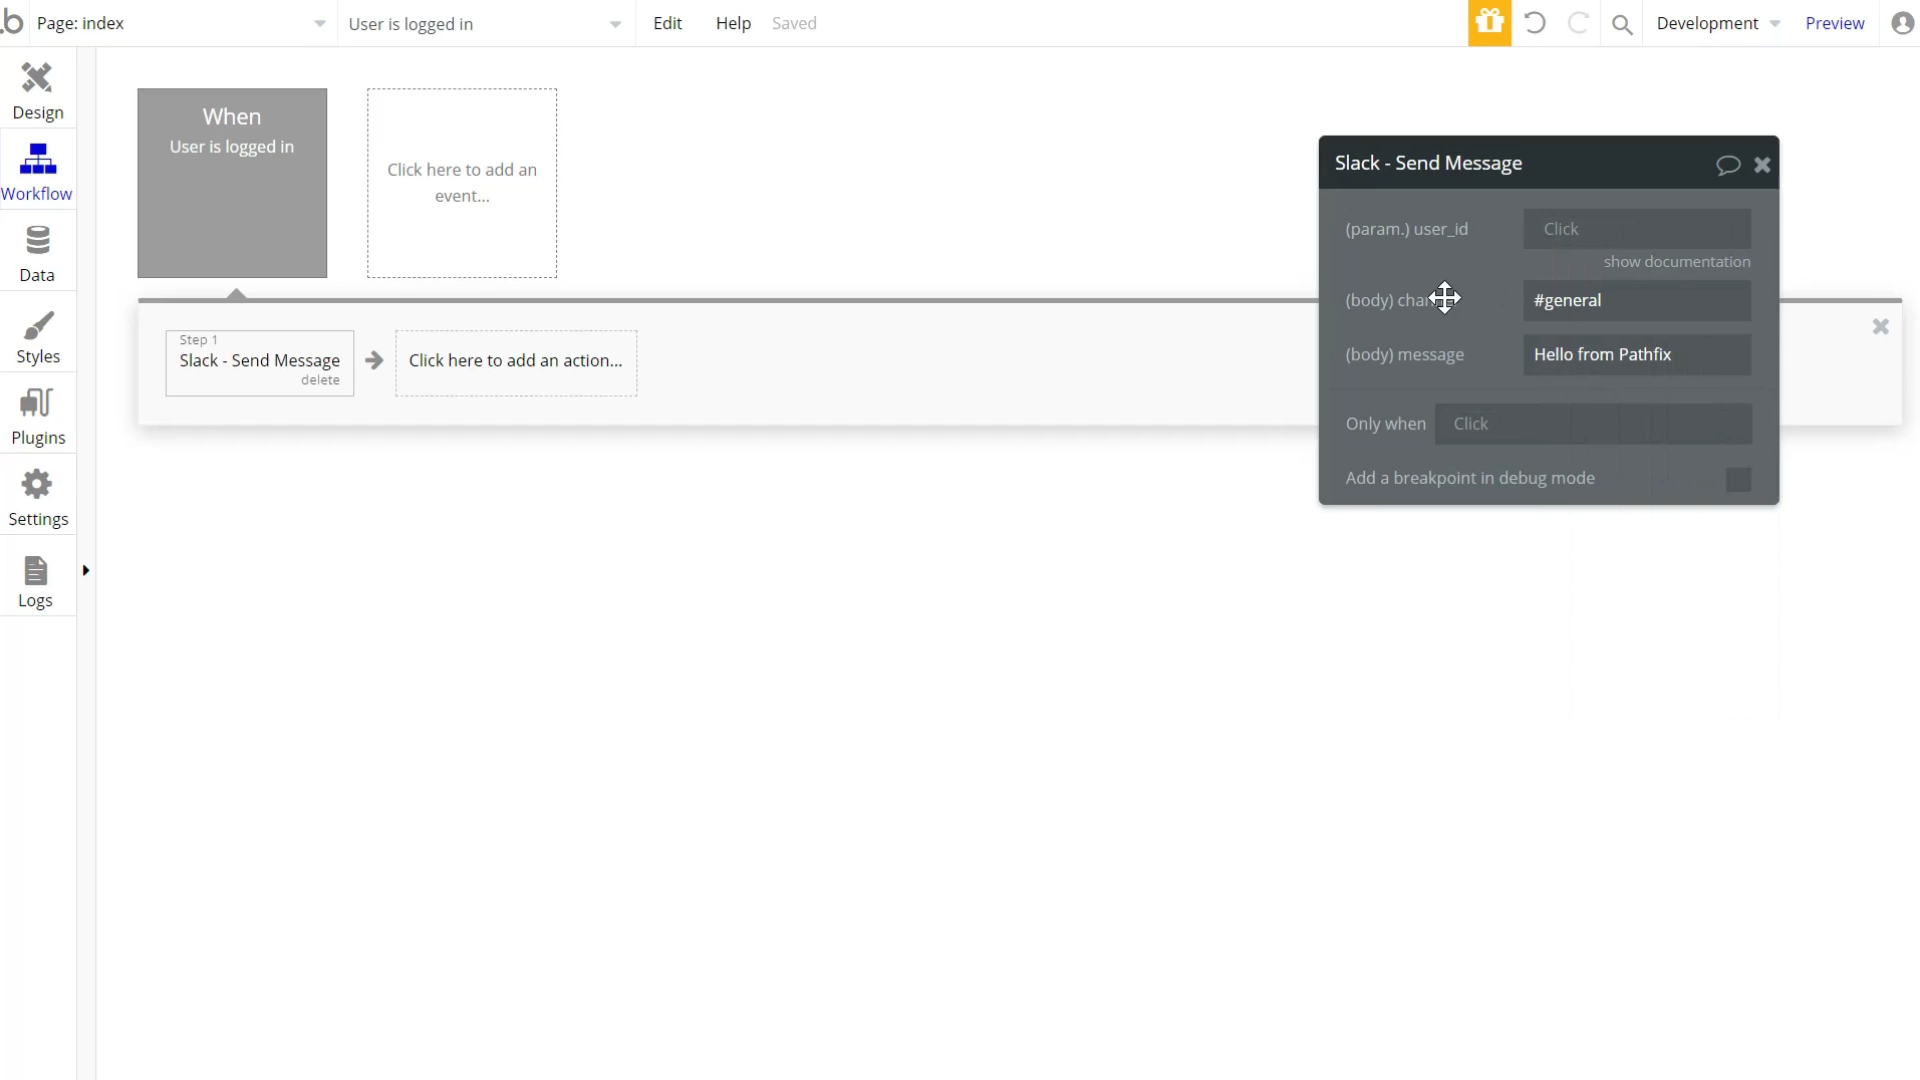 .b
Page: index
User is logged in
Edit
Help
Saved
Development
Preview
Design
Workflow
Data
Styles
Plugins
Settings
Logs
When
User is logged in
Click here to add an
event...
Step 1
Slack - Send Message
delete
Click here to add an action...
Slack - Send Message
(param.) user_id
Click
show documentation
(body)
#general
(body) message
Hello from Pathfix
Only when
Click
Add a breakpoint in debug mode